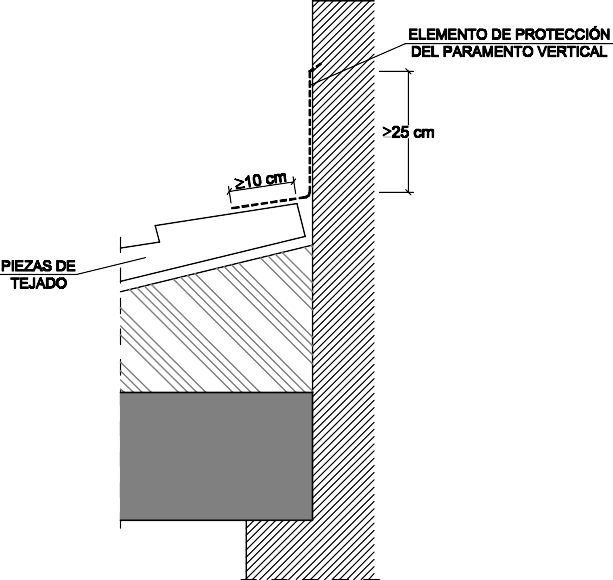 ELEMENTO DE PROTECCIÓN
DEL PARAMENTO VERTICAL
≥25 cm
≥10 cm
PIEZAS DE
TEJADO